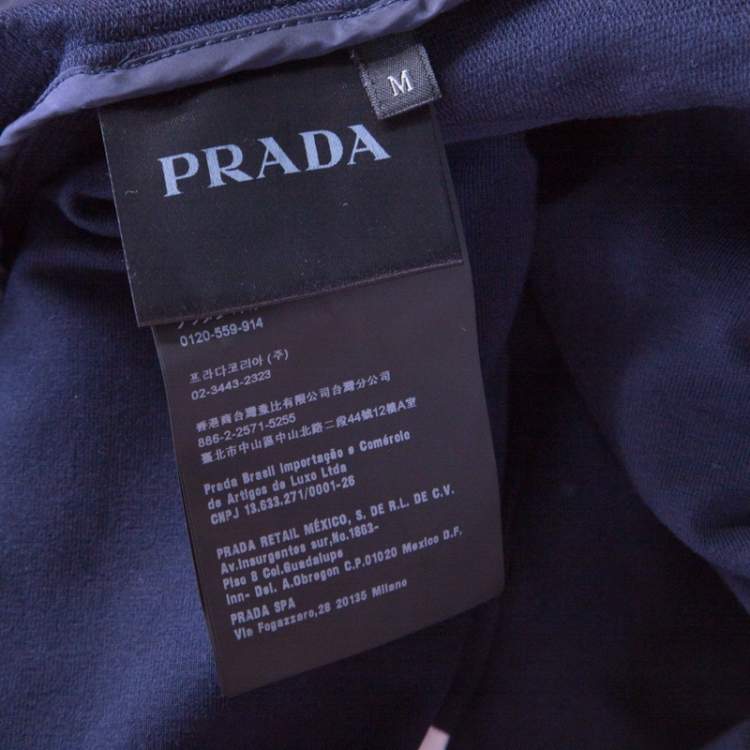 M
PRADA
0120-559-914
프라다코리아 (주)
02-3443-2323
香港商台灣普比有限公司台灣分公司
886-2-2571-5255
臺北市中山區中山北路二段44號12樓A室
Prada Brasil Importação e Comércio
de Artigos de Luxo Ltda
CNPJ 13.633.271/0001-26
PRADA RETAIL MÉXICO, S. DE R.L. DE C.V.
Av.Insurgentes sur,No.1863-
Piso 8 Col.Guadalupe
Inn- Del. A.Obregon C.P.01020 Mexico D.F.
PRADA SPA
Via Fogazzaro,28 20135 Milano